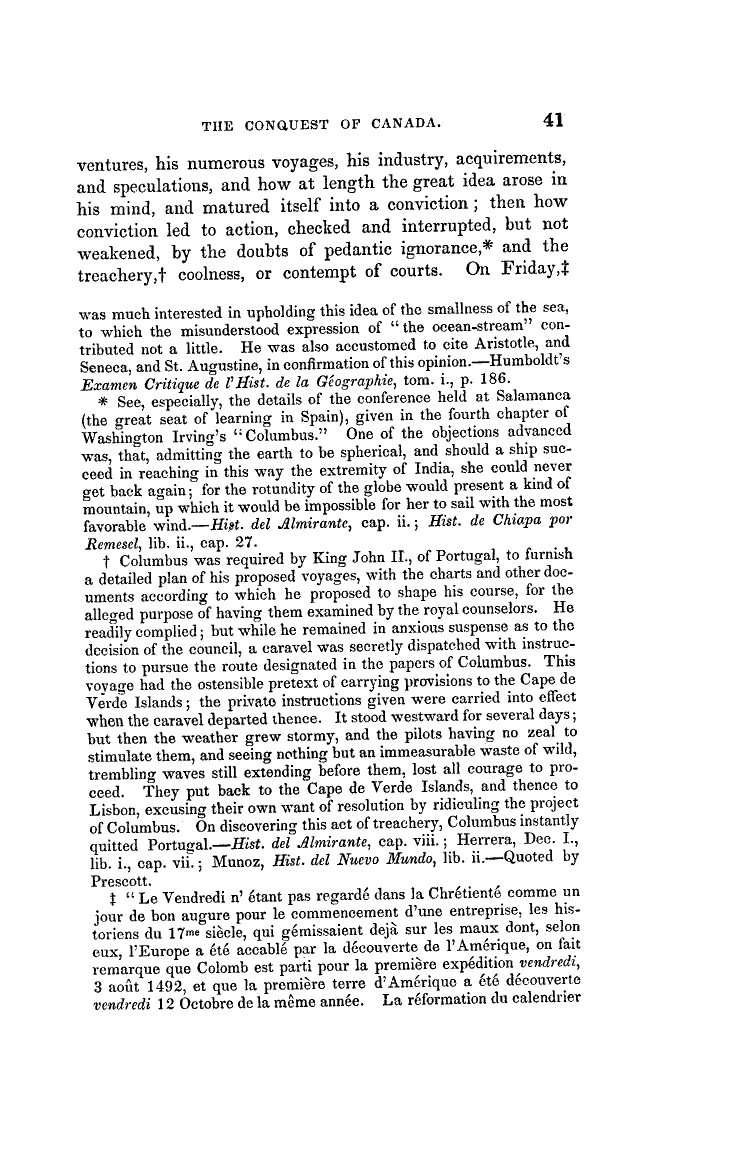 THE CONQUEST OF CANADA. 41
ventures, his numerous voyages, his industry, acquirements,
and speculations, and how at length the great idea arose in
his mind, and matured itself into a conviction ; then how
conviction led to action, checked and interrupted, but not
weakened, by the doubts of pedantic ignorance,* and the
treachery,† coolness, or contempt of courts. On Friday,‡
was much interested in upholding this idea of the smallness of the sea,
to which the misunderstood expression of “the ocean-stream” con-
tributed not a little. He was also accustomed to cite Aristotle, and
Seneca, and St. Augustine, in confirmation of this opinion.—Humboldt's
Examen Critique de l'Hist. de la Géographie, tom. i., p. 186.
* See, especially, the details of the conference held at Salamanca
(the great seat of learning in Spain), given in the fourth chapter of
Washington Irving's “Columbus.” One of the objections advanced
was, that, admitting the earth to be spherical, and should a ship suc-
ceed in reaching in this way the extremity of India, she could never
get back again ; for the rotundity of the globe would present a kind of
mountain, up which it would be impossible for her to sail with the most
favorable wind.—Hist. del Almirante, cap. ii. ; Hist. de Chiapa por
Remesel, lib. ii., cap. 27.
† Columbus was required by King John II., of Portugal, to furnish
a detailed plan of his proposed voyages, with the charts and other doc-
uments according to which he proposed to shape his course, for the
alleged purpose of having them examined by the royal counselors. He
readily complied ; but while he remained in anxious suspense as to the
decision of the council, a caravel was secretly dispatched with instruc-
tions to pursue the route designated in the papers of Columbus. This
voyage had the ostensible pretext of carrying provisions to the Cape de
Verde Islands ; the private instructions given were carried into effect
when the caravel departed thence. It stood westward for several days ;
but then the weather grew stormy, and the pilots having no zeal to
stimulate them, and seeing nothing but an immeasurable waste of wild,
trembling waves still extending before them, lost all courage to pro-
ceed. They put back to the Cape de Verde Islands, and thence to
Lisbon, excusing their own want of resolution by ridiculing the project
of Columbus. On discovering this act of treachery, Columbus instantly
quitted Portugal.—Hist. del Almirante, cap. viii. ; Herrera, Dec. I.,
lib. i., cap. vii. ; Munoz, Hist. del Nuevo Mundo, lib. ii.—Quoted by
Prescott.
‡ “Le Vendredi n' étant pas regardé dans la Chrétienté comme un
jour de bon augure pour le commencement d'une entreprise, les his-
toriens du 17me siècle, qui gémissaient dejà sur les maux dont, selon
eux, l'Europe a été accablé par la découverte de l'Amérique, on fait
remarque que Colomb est parti pour la première expédition vendredi,
3 août 1492, et que la première terre d'Amérique a été découverte
vendredi 12 Octobre de la même année. La réformation du calendrier